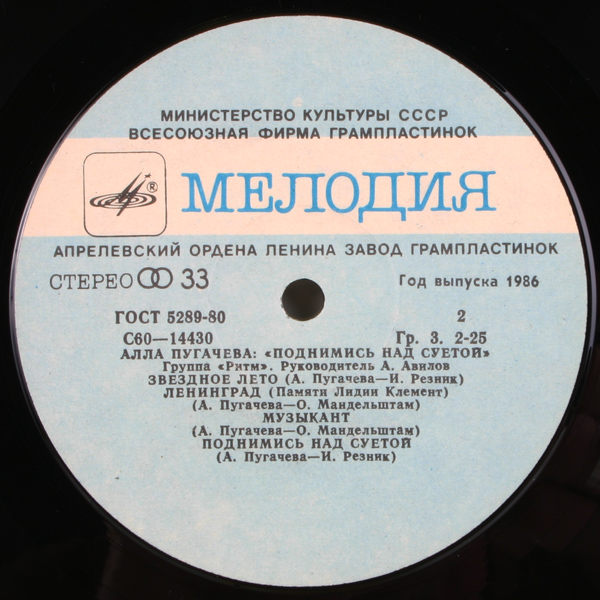 МИНИСТЕРСТВО КУЛЬТУРЫ СССР
ВСЕСОЮЗНАЯ ФИРМА ГРАМПЛАСТИНОК
® МЕЛОДИЯ
АПРЕЛЕВСКИЙ ОРДЕНА ЛЕНИНА ЗАВОД ГРАМПЛАСТИНОК
СТЕРЕО 33 Год выпуска 1986
ГОСТ 5289-80 2
С60—14430 Гр. 3. 2-25
АЛЛА ПУГАЧЕВА: «ПОДНИМИСЬ НАД СУЕТОЙ»
Группа «Ритм». Руководитель А. Авилов
ЗВЕЗДНОЕ ЛЕТО (А. Пугачева—И. Резник)
ЛЕНИНГРАД (Памяти Лидии Клемент)
(А. Пугачева—О. Мандельштам)
МУЗЫКАНТ
(А. Пугачева—О. Мандельштам)
ПОДНИМИСЬ НАД СУЕТОЙ
(А. Пугачева—И. Резник)